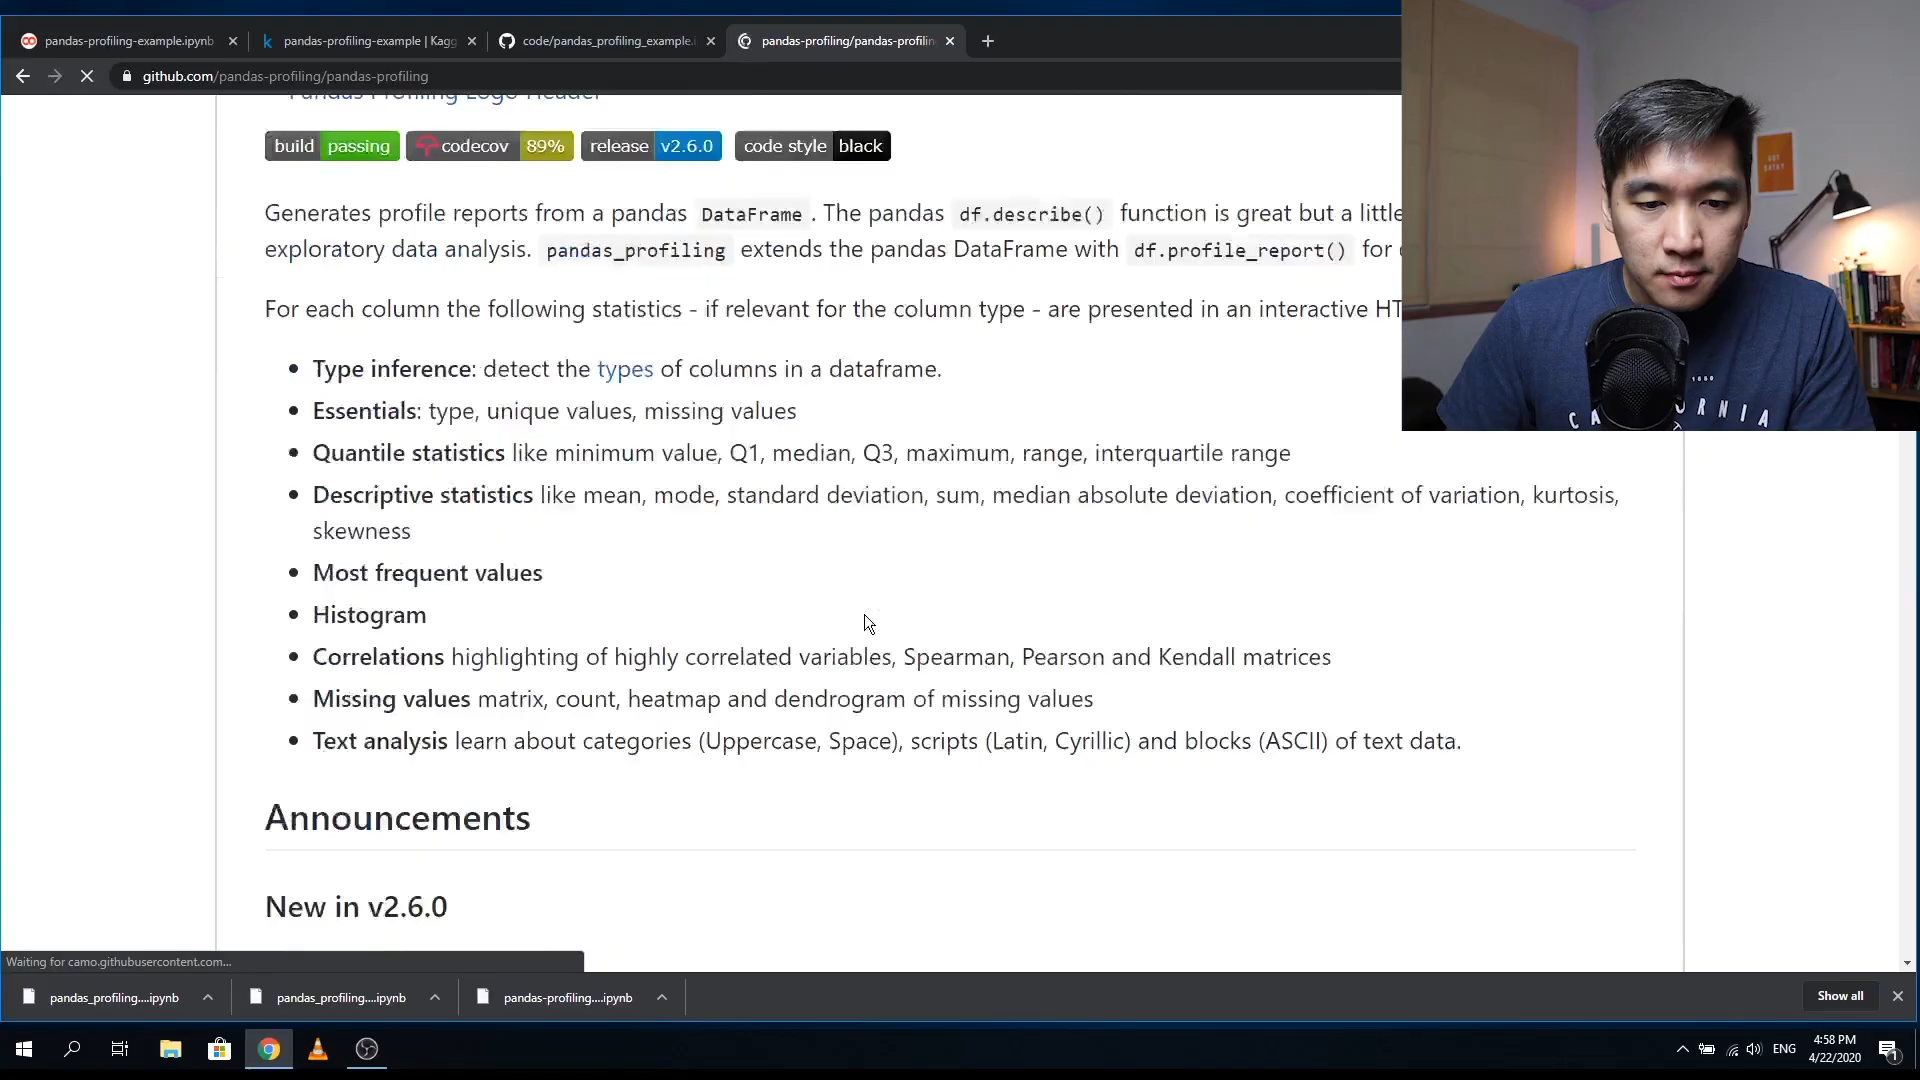 pandas-profiling-example.ipynb
pandas-profiling-example | Kagg
code/pandas_profiling_example.i
pandas-profiling/pandas-profilin
github.com/pandas-profiling/pandas-profiling
Pandas Profiling Logo Header
build passing
codecov 89%
release v2.6.0
code style black
Generates profile reports from a pandas DataFrame . The pandas df.describe() function is great but a little
exploratory data analysis. pandas_profiling extends the pandas DataFrame with df.profile_report() for
For each column the following statistics - if relevant for the column type - are presented in an interactive HT
• Type inference: detect the types of columns in a dataframe.
• Essentials: type, unique values, missing values
• Quantile statistics like minimum value, Q1, median, Q3, maximum, range, interquartile range
• Descriptive statistics like mean, mode, standard deviation, sum, median absolute deviation, coefficient of variation, kurtosis,
skewness
• Most frequent values
• Histogram
• Correlations highlighting of highly correlated variables, Spearman, Pearson and Kendall matrices
• Missing values matrix, count, heatmap and dendrogram of missing values
• Text analysis learn about categories (Uppercase, Space), scripts (Latin, Cyrillic) and blocks (ASCII) of text data.
Announcements
New in v2.6.0
Waiting for camo.githubusercontent.com...
pandas_profiling....ipynb
pandas_profiling....ipynb
pandas-profiling....ipynb
Show all
ENG
4:58 PM
4/22/2020
1